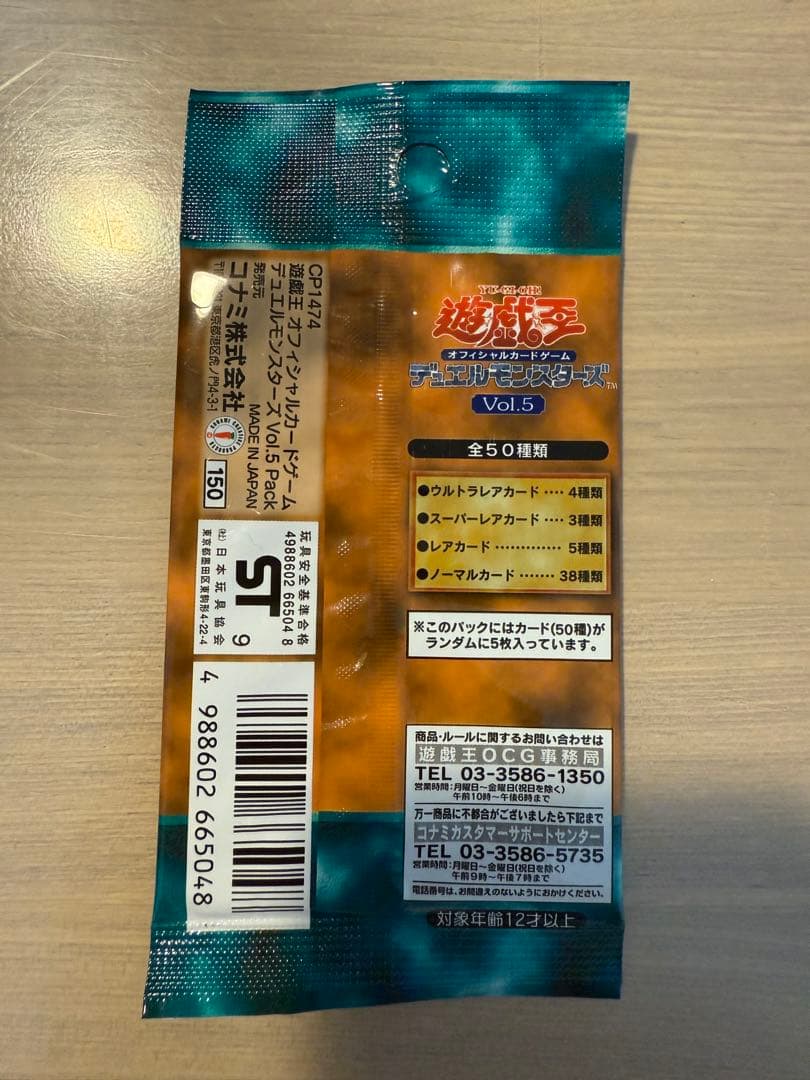 YU-GI-OH!
遊戯王
オフィシャルカードゲーム
デュエルモンスターズ™
Vol.5
全50種類
●ウルトラレアカード ‥‥ 4種類
●スーパーレアカード ‥‥ 3種類
●レアカード ‥‥‥‥‥‥ 5種類
●ノーマルカード ‥‥‥ 38種類
※このパックにはカード(50種)が
ランダムに5枚入っています。
商品・ルールに関するお問い合わせは
遊戯王OCG事務局
TEL 03-3586-1350
営業時間：月曜日〜金曜日(祝日を除く)
午前10時〜午後6時まで
万一商品に不都合がございましたら下記まで
コナミカスタマーサポートセンター
TEL 03-3586-5735
営業時間：月曜日〜金曜日(祝日を除く)
午前9時〜午後7時まで
電話番号は、お間違えのないようにおかけください。
対象年齢12才以上
CP1474
遊戯王 オフィシャルカードゲーム
デュエルモンスターズ Vol.5 Pack
発売元
MADE IN JAPAN
コナミ株式会社
東京都港区虎ノ門4-3-1
150
玩具安全基準合格
4988602 66504 8
ST
9
(社)日本玩具協会
東京都墨田区東駒形4-22-4
4 988602 665048